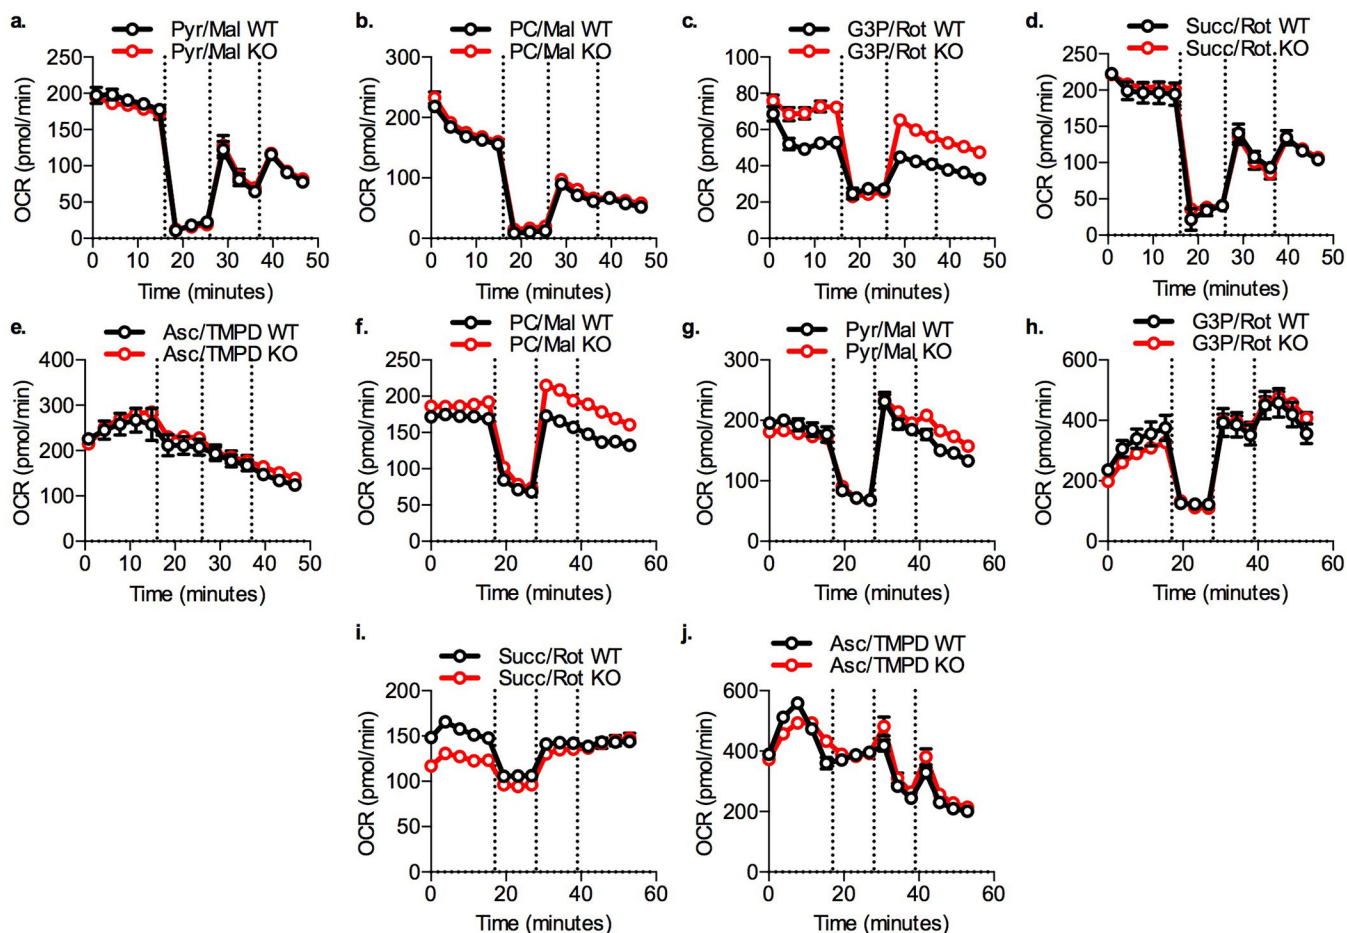 a.
Pyr/Mal WT
Pyr/Mal KO
OCR (pmol/min)
250
200
150
100
50
0
0 10 20 30 40 50
Time (minutes)
b.
PC/Mal WT
PC/Mal KO
OCR (pmol/min)
300
200
100
0
0 10 20 30 40 50
Time (minutes)
c.
G3P/Rot WT
G3P/Rot KO
OCR (pmol/min)
100
80
60
40
20
0
0 10 20 30 40 50
Time (minutes)
d.
Succ/Rot WT
Succ/Rot KO
OCR (pmol/min)
250
200
150
100
50
0
0 10 20 30 40 50
Time (minutes)
e.
Asc/TMPD WT
Asc/TMPD KO
OCR (pmol/min)
400
300
200
100
0
0 10 20 30 40 50
Time (minutes)
f.
PC/Mal WT
PC/Mal KO
OCR (pmol/min)
250
200
150
100
50
0
0 20 40 60
Time (minutes)
g.
Pyr/Mal WT
Pyr/Mal KO
OCR (pmol/min)
300
200
100
0
0 20 40 60
Time (minutes)
h.
G3P/Rot WT
G3P/Rot KO
OCR (pmol/min)
600
400
200
0
0 20 40 60
Time (minutes)
i.
Succ/Rot WT
Succ/Rot KO
OCR (pmol/min)
200
150
100
50
0
0 20 40 60
Time (minutes)
j.
Asc/TMPD WT
Asc/TMPD KO
OCR (pmol/min)
600
400
200
0
0 20 40 60
Time (minutes)